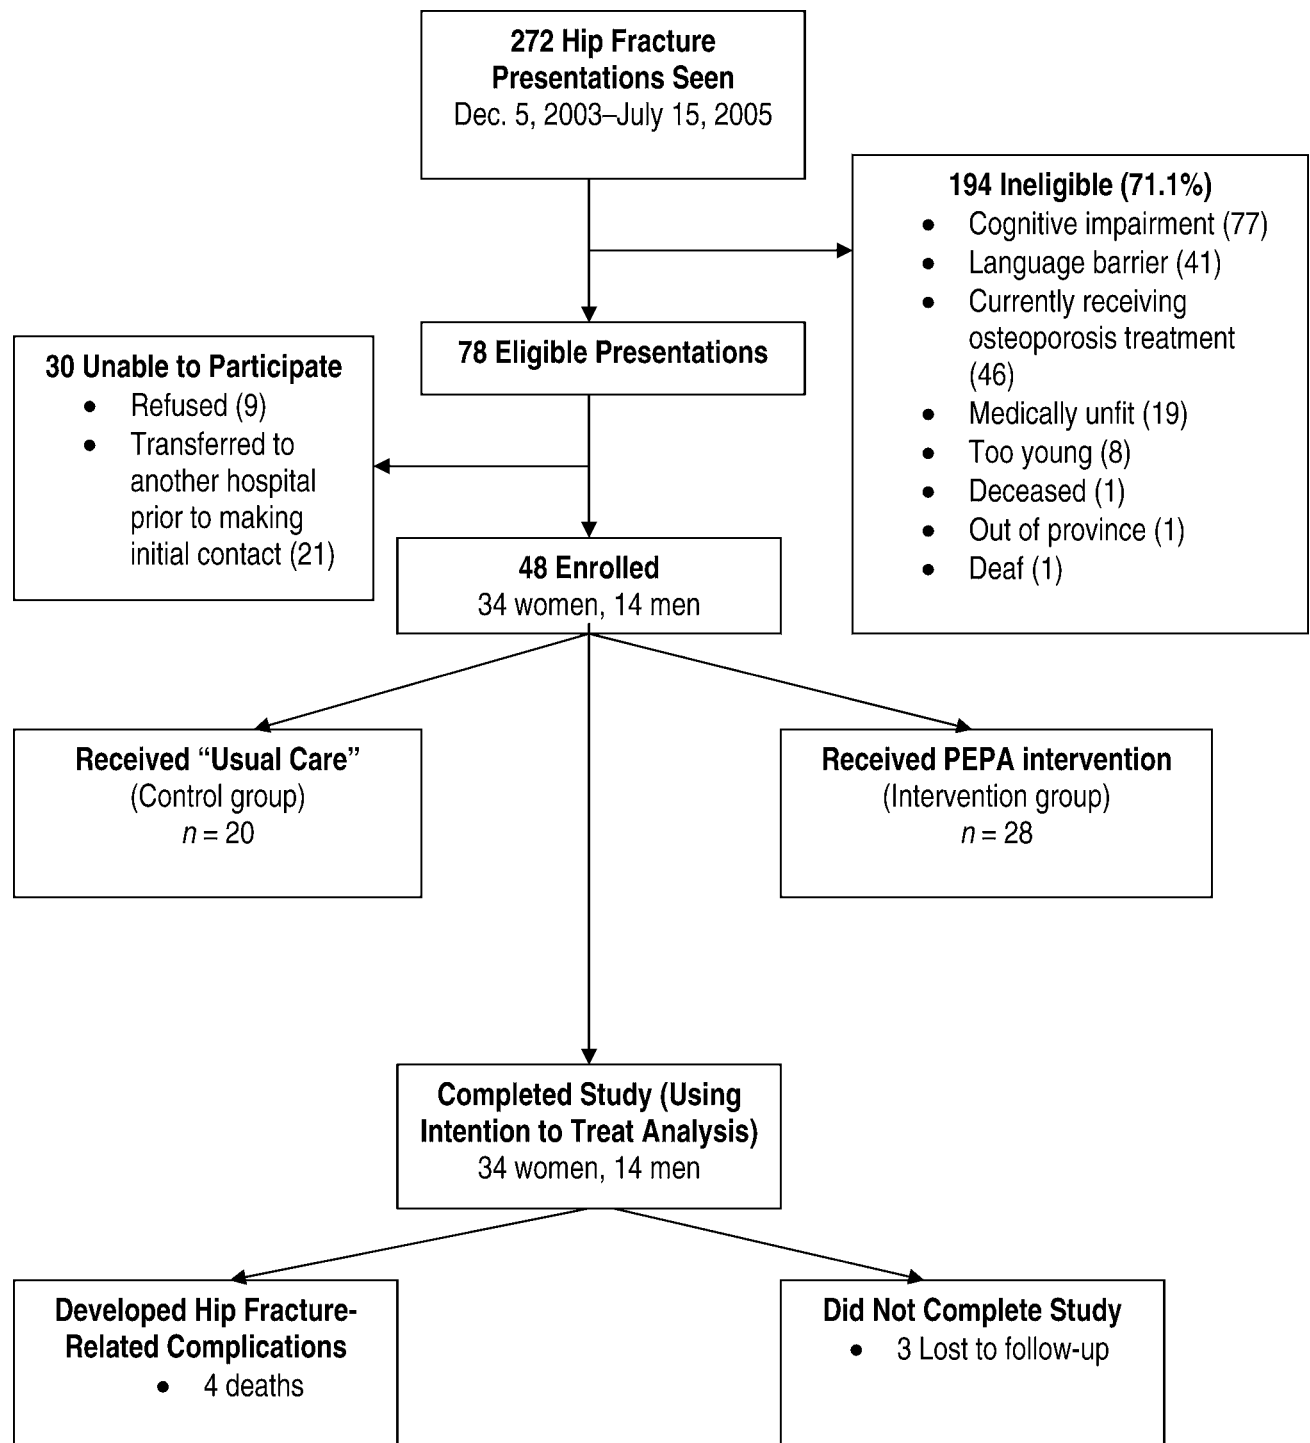 272 Hip Fracture
Presentations Seen
Dec. 5, 2003–July 15, 2005
194 Ineligible (71.1%)
• Cognitive impairment (77)
• Language barrier (41)
• Currently receiving
osteoporosis treatment
(46)
• Medically unfit (19)
• Too young (8)
• Deceased (1)
• Out of province (1)
• Deaf (1)
78 Eligible Presentations
30 Unable to Participate
• Refused (9)
• Transferred to
another hospital
prior to making
initial contact (21)
48 Enrolled
34 women, 14 men
Received “Usual Care”
(Control group)
n = 20
Received PEPA intervention
(Intervention group)
n = 28
Completed Study (Using
Intention to Treat Analysis)
34 women, 14 men
Developed Hip Fracture-
Related Complications
• 4 deaths
Did Not Complete Study
• 3 Lost to follow-up